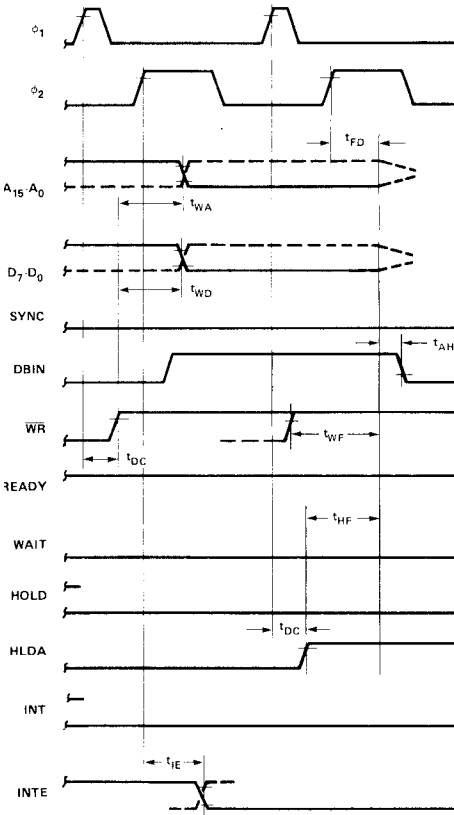 ϕ1
ϕ2
tFD
A15-A0
tWA
D7-D0
tWD
SYNC
tAH
DBIN
WR
tWF
tDC
READY
tHF
WAIT
HOLD
tDC
HLDA
INT
tIE
INTE